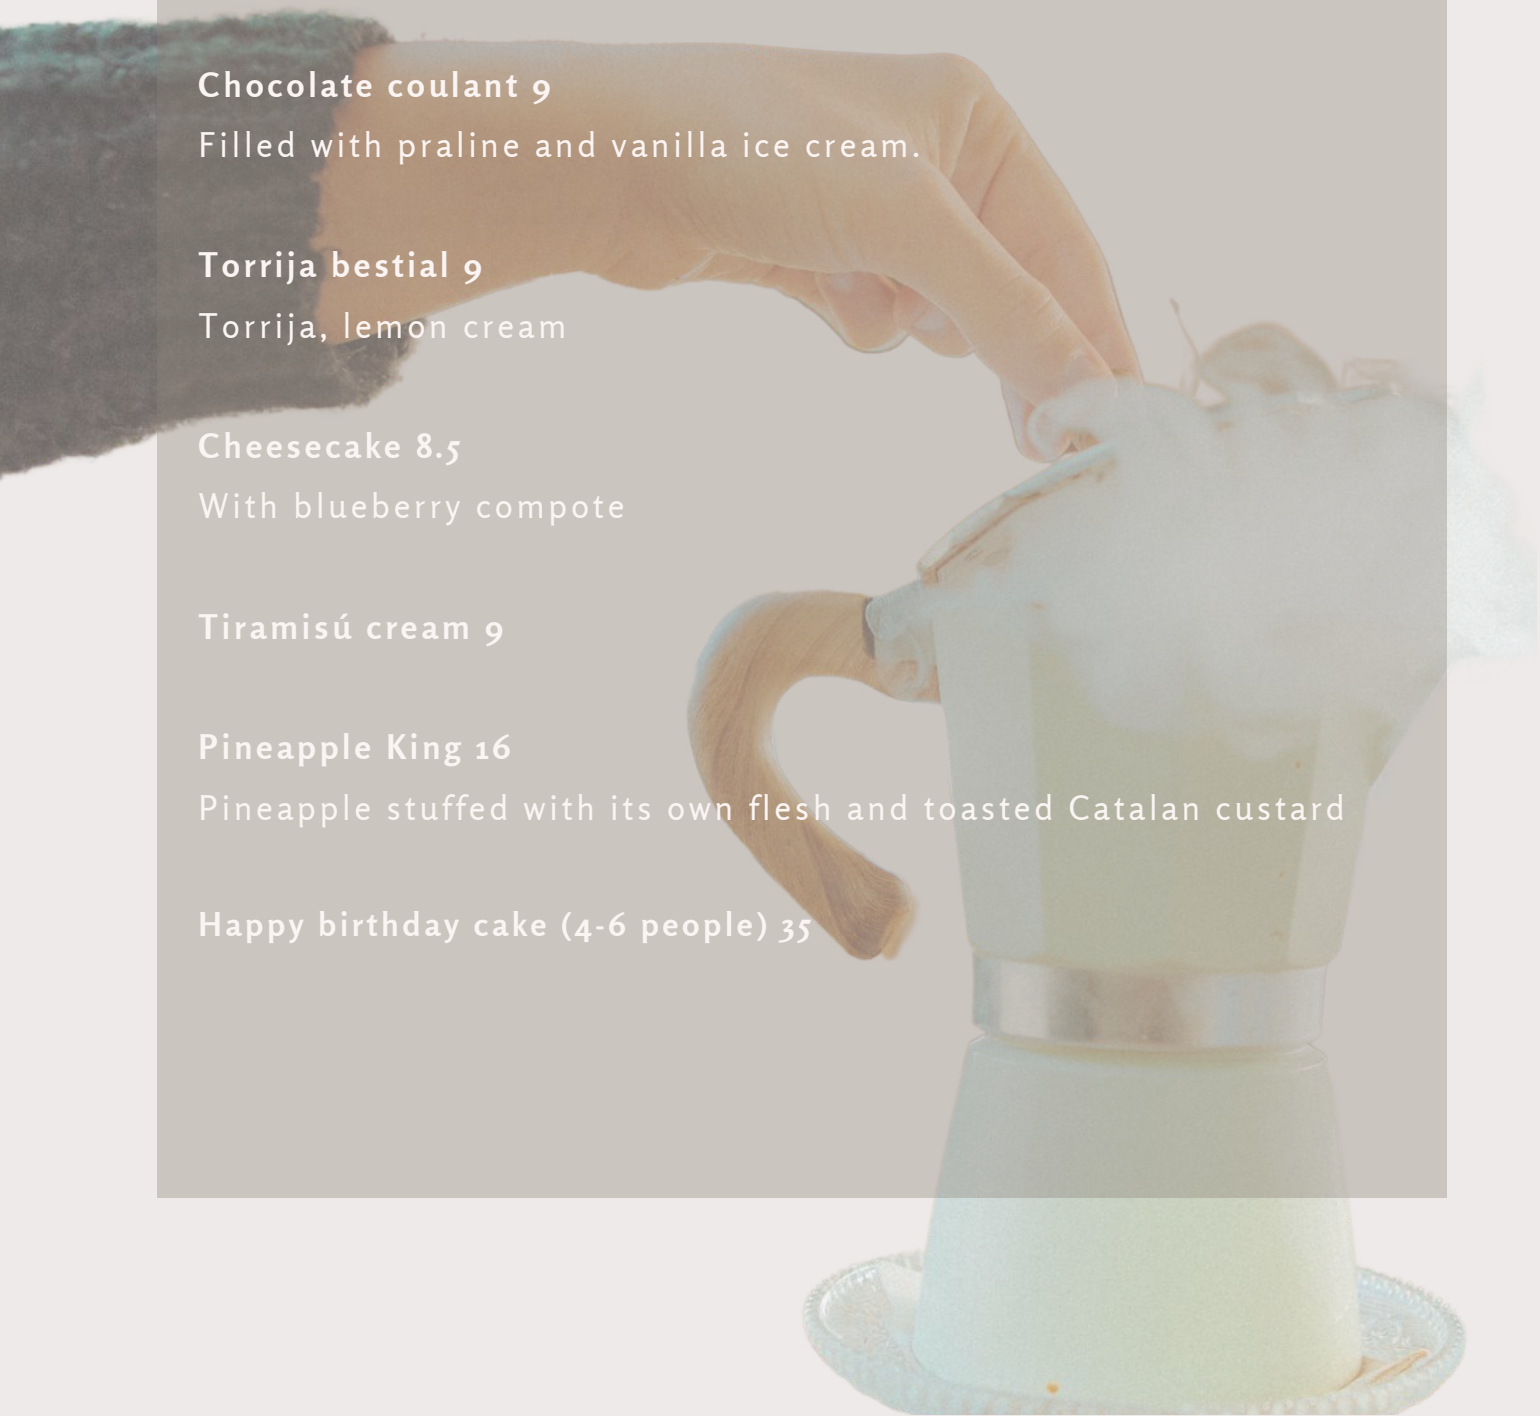 Chocolate coulant 9
Filled with praline and vanilla ice cream.
Torrija bestial 9
Torrija, lemon cream
Cheesecake 8.5
With blueberry compote
Tiramisú cream 9
Pineapple King 16
Pineapple stuffed with its own flesh and toasted Catalan custard
Happy birthday cake (4-6 people) 35